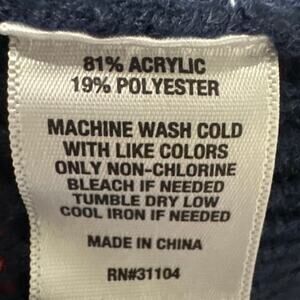 81% ACRYLIC
19% POLYESTER
MACHINE WASH COLD
WITH LIKE COLORS
ONLY NON-CHLORINE
BLEACH IF NEEDED
TUMBLE DRY LOW
COOL IRON IF NEEDED
MADE IN CHINA
RN#31104